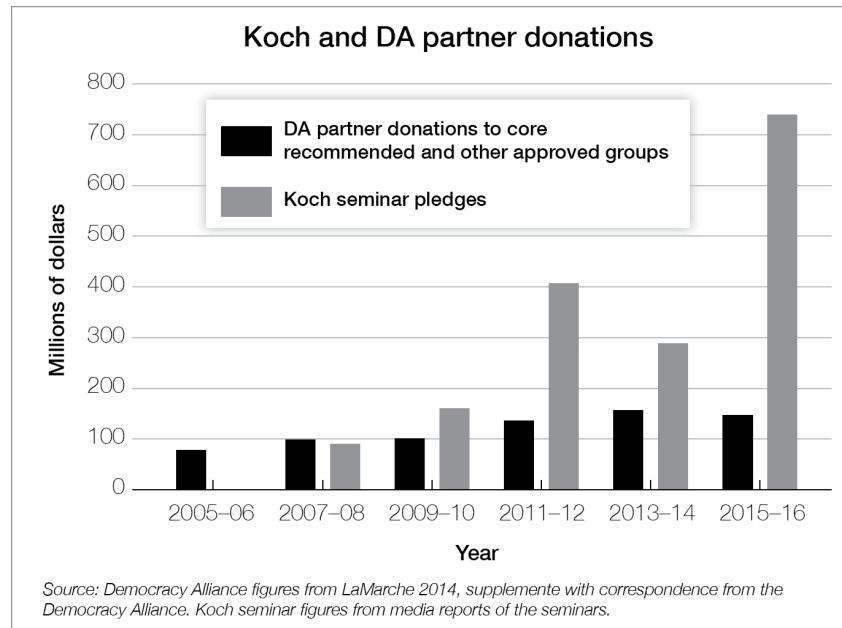 Koch and DA partner donations
800
700
600
500
400
300
200
100
0
Millions of dollars
DA partner donations to core
recommended and other approved groups
Koch seminar pledges
2005–06 2007–08 2009–10 2011–12 2013–14 2015–16
Year
Source: Democracy Alliance figures from LaMarche 2014, supplemente with correspondence from the
Democracy Alliance. Koch seminar figures from media reports of the seminars.